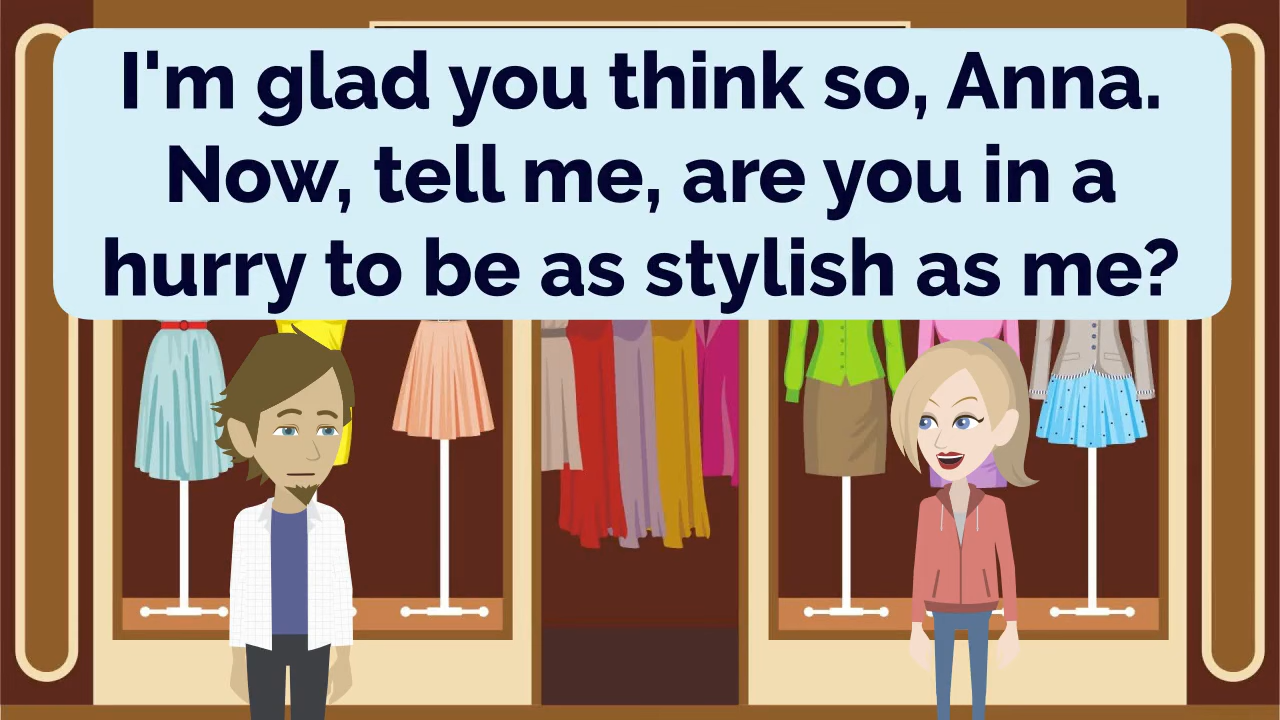 I'm glad you think so, Anna.
Now, tell me, are you in a
hurry to be as stylish as me?